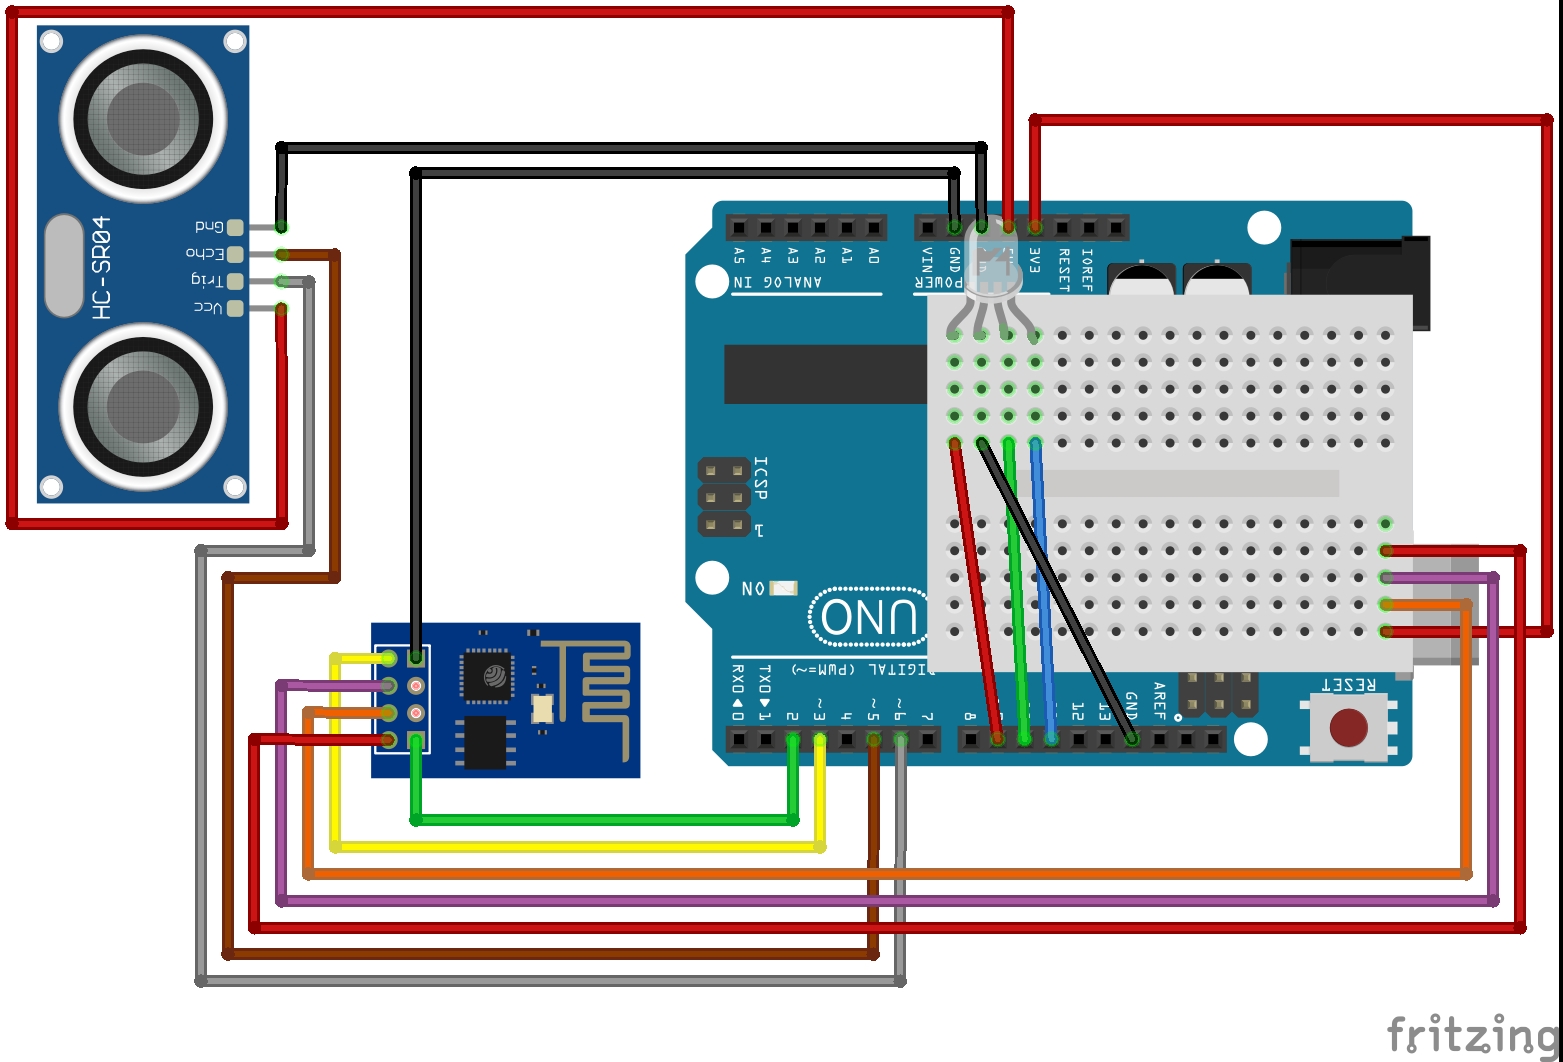 Gnd
Echo
Trig
Vcc
HC-SR04
A5
A4
A3
A2
A1
A0
ANALOG IN
VIN
GND
3V3
RESET
IOREF
POWER
ICSP
1
ON
UNO
DIGITAL (PWM=~)
RX0◄0
TX0►1
2
~3
4
~5
~6
7
8
12
13
GND
AREF
RESET
fritzing